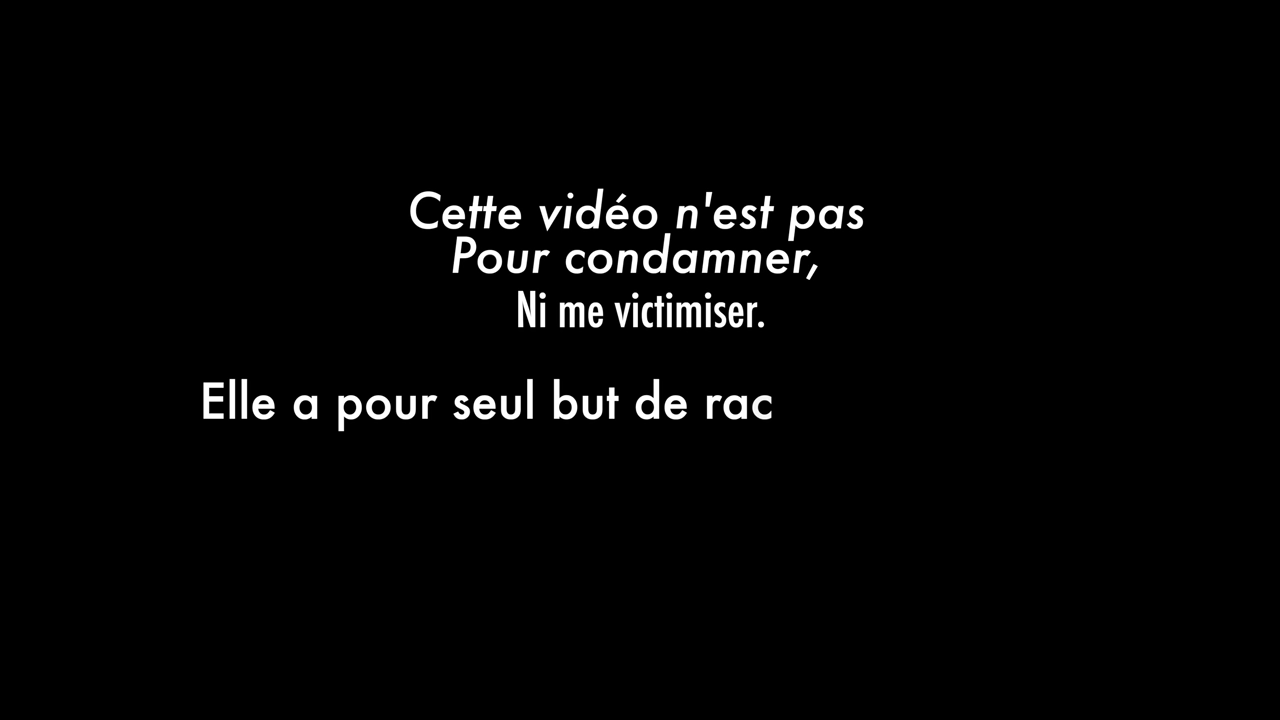 Cette vidéo n'est pas
Pour condamner,
Ni me victimiser.
Elle a pour seul but de rac